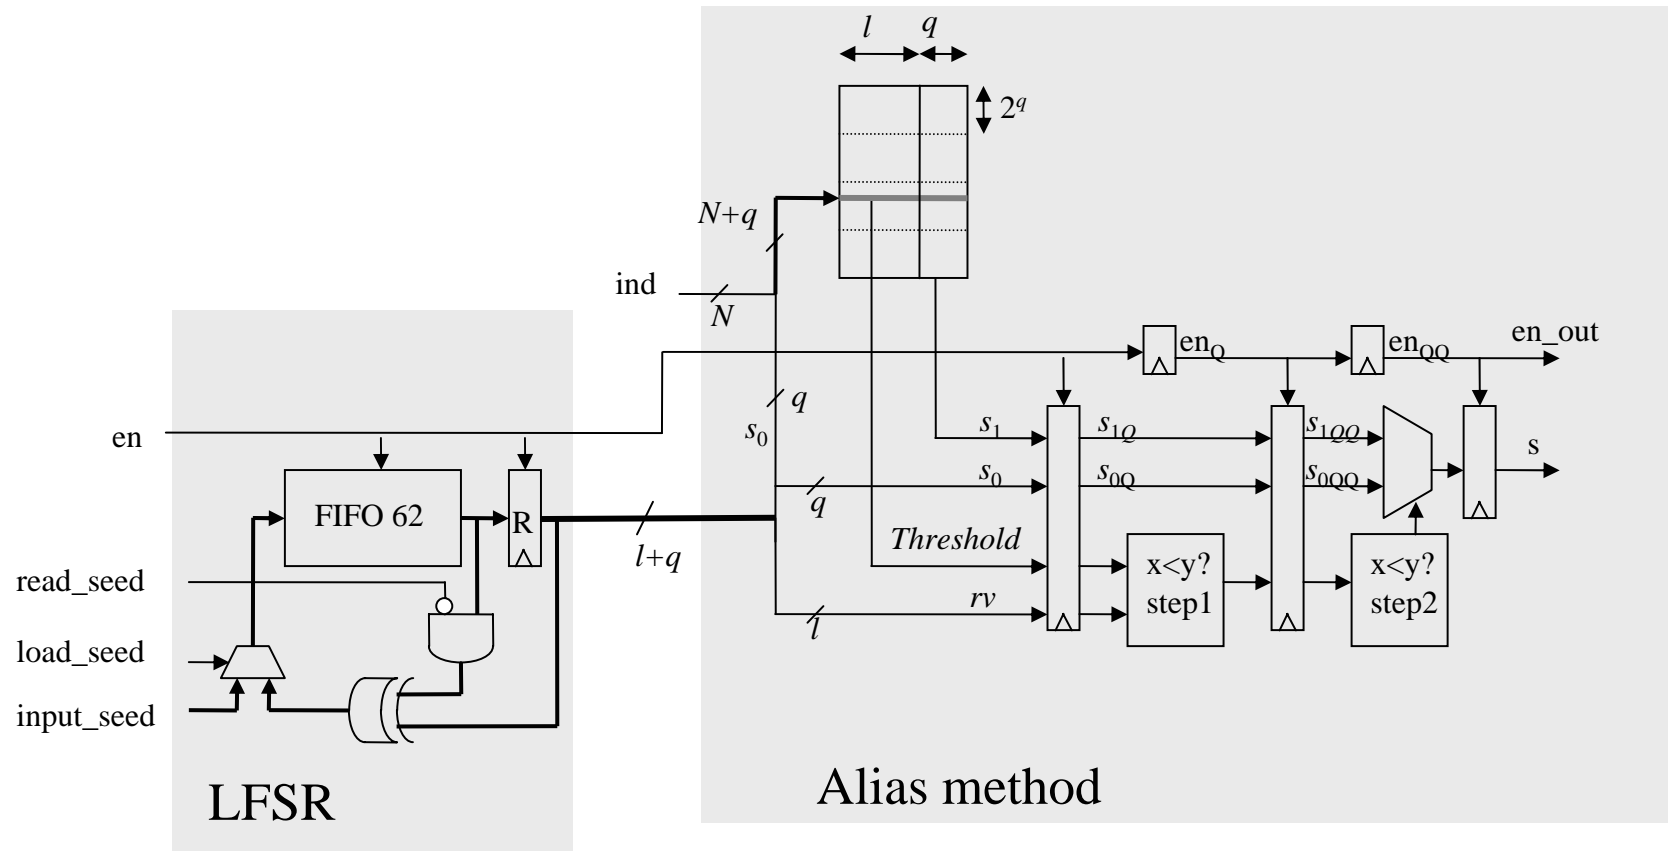 l
q
2^q
N+q
ind
N
en_Q
en_QQ
en_out
q
s_0
en
s_1
s_1Q
s_1QQ
s
s_0
s_0Q
s_0QQ
q
FIFO 62
R
l+q
Threshold
x<y?
step1
x<y?
step2
read_seed
rv
l
load_seed
input_seed
LFSR
Alias method